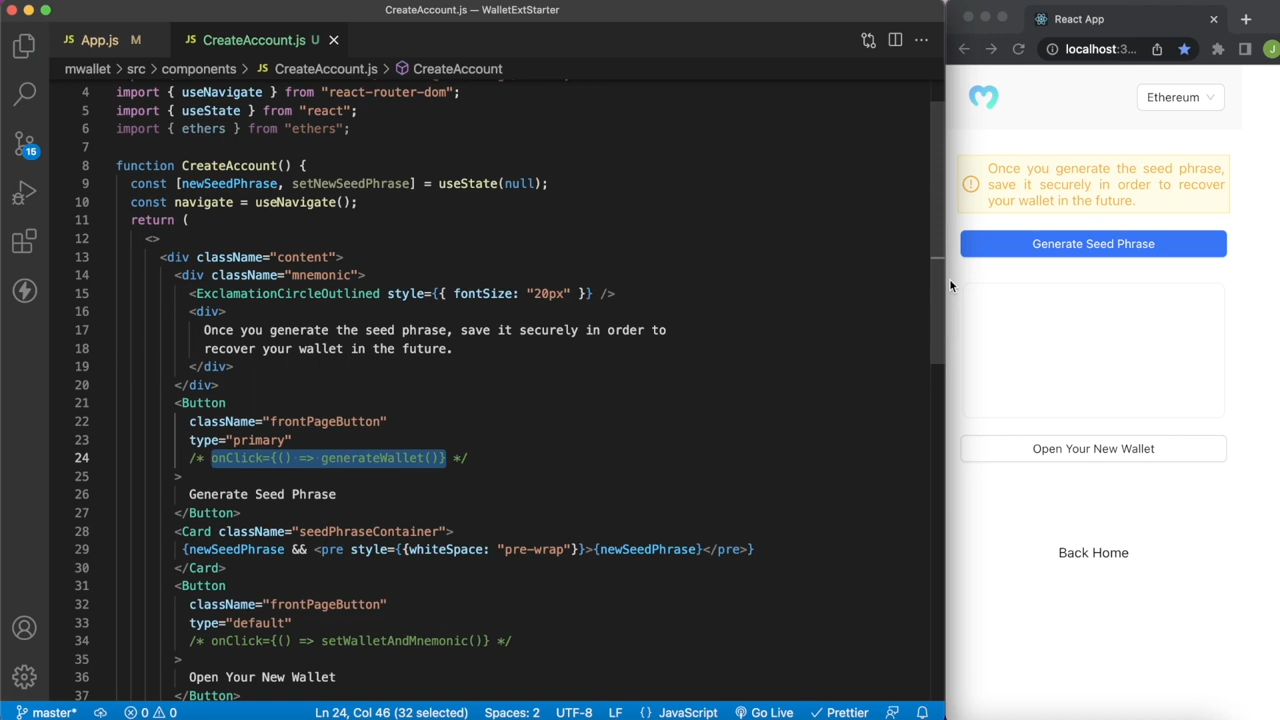 CreateAccount.js — WalletExtStarter
JS App.js M
JS CreateAccount.js U
mwallet > src > components > JS CreateAccount.js > CreateAccount
4 import { useNavigate } from "react-router-dom";
5 import { useState } from "react";
6 import { ethers } from "ethers";
7
8 function CreateAccount() {
9 const [newSeedPhrase, setNewSeedPhrase] = useState(null);
10 const navigate = useNavigate();
11 return (
12 <>
13 <div className="content">
14 <div className="mnemonic">
15 <ExclamationCircleOutlined style={{ fontSize: "20px" }} />
16 <div>
17 Once you generate the seed phrase, save it securely in order to
18 recover your wallet in the future.
19 </div>
20 </div>
21 <Button
22 className="frontPageButton"
23 type="primary"
24 /* onClick={() => generateWallet()} */
25 >
26 Generate Seed Phrase
27 </Button>
28 <Card className="seedPhraseContainer">
29 {newSeedPhrase && <pre style={{whiteSpace: "pre-wrap"}}>{newSeedPhrase}</pre>}
30 </Card>
31 <Button
32 className="frontPageButton"
33 type="default"
34 /* onClick={() => setWalletAndMnemonic()} */
35 >
36 Open Your New Wallet
37 </Button>
15
master* 0 0 Ln 24, Col 46 (32 selected) Spaces: 2 UTF-8 LF {} JavaScript Go Live Prettier
React App
localhost:3...
J
Ethereum
Once you generate the seed phrase,
save it securely in order to recover
your wallet in the future.
Generate Seed Phrase
Open Your New Wallet
Back Home